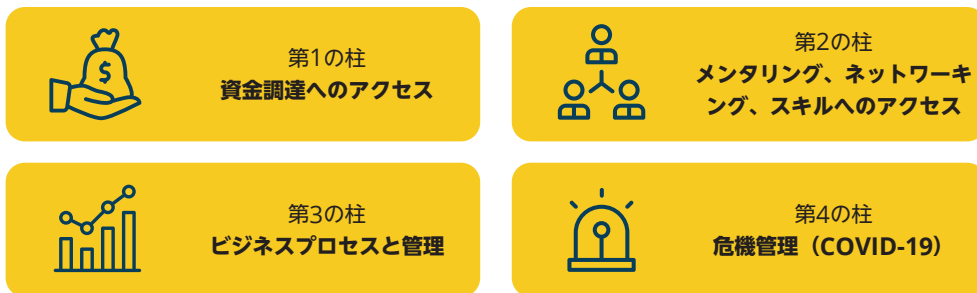 第1の柱
資金調達へのアクセス
第2の柱
メンタリング、ネットワーキ
ング、スキルへのアクセス
第3の柱
ビジネスプロセスと管理
第4の柱
危機管理（COVID-19）
$